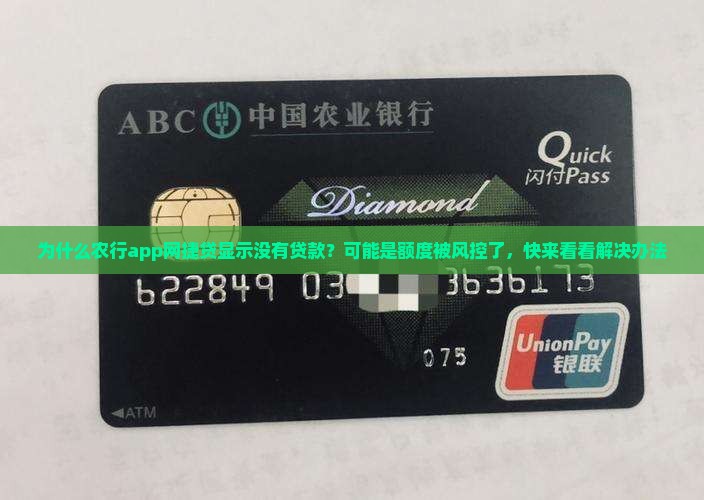 ABC 中国农业银行
Quick
闪付Pass
Diamond
为什么农行app网捷贷显示没有贷款？可能是额度被风控了，快来看看解决办法
622849 03 3636173
075
UnionPay
银联
◀ATM